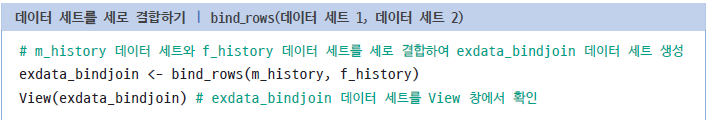 데이터 세트를 세로 결합하기 | bind_rows(데이터 세트 1, 데이터 세트 2)
# m_history 데이터 세트와 f_history 데이터 세트를 세로 결합하여 exdata_bindjoin 데이터 세트 생성
exdata_bindjoin <- bind_rows(m_history, f_history)
View(exdata_bindjoin) # exdata_bindjoin 데이터 세트를 View 창에서 확인